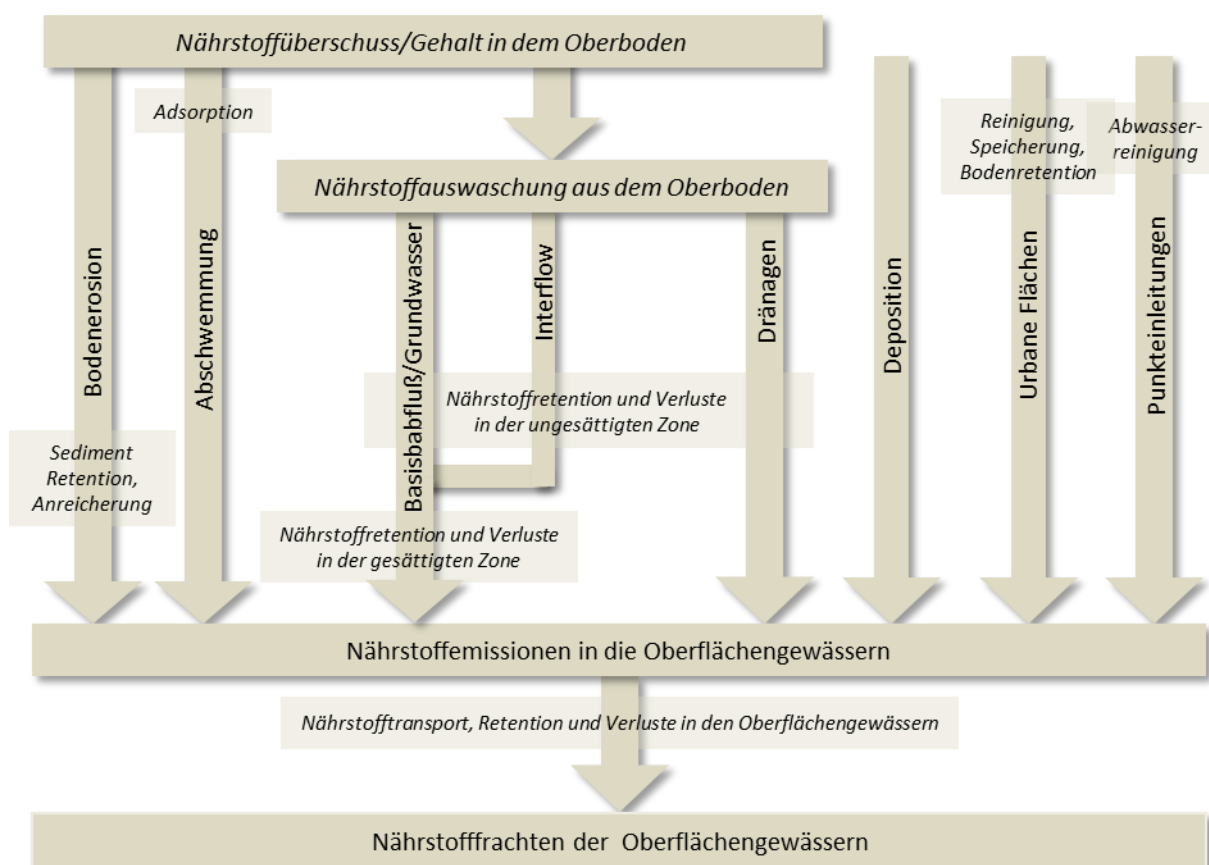 Nährstoffüberschuss/Gehalt in dem Oberboden
Adsorption
Reinigung,
Speicherung,
Bodenretention
Abwasser-
reinigung
Nährstoffauswaschung aus dem Oberboden
Bodenerosion
Abschwemmung
Basisbabfluß/Grundwasser
Interflow
Dränagen
Deposition
Urbane Flächen
Punkteinleitungen
Nährstoffretention und Verluste
in der ungesättigten Zone
Sediment
Retention,
Anreicherung
Nährstoffretention und Verluste
in der gesättigten Zone
Nährstoffemissionen in die Oberflächengewässern
Nährstofftransport, Retention und Verluste in den Oberflächengewässern
Nährstofffrachten der Oberflächengewässern